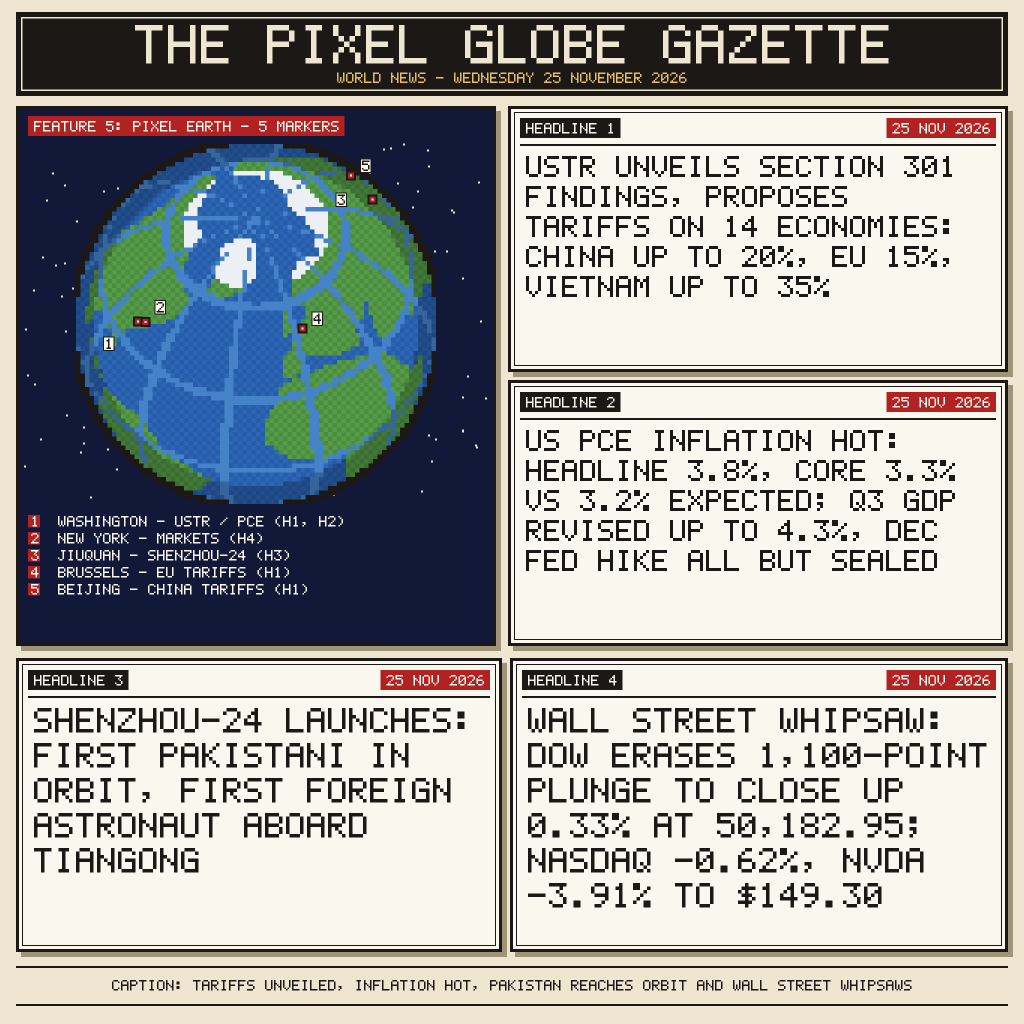 THE PIXEL GLOBE GAZETTE
WORLD NEWS – WEDNESDAY 25 NOVEMBER 2026
FEATURE 5: PIXEL EARTH – 5 MARKERS
5
3
2
4
1
1 WASHINGTON – USTR / PCE (H1, H2)
2 NEW YORK – MARKETS (H4)
3 JIUQUAN – SHENZHOU-24 (H3)
4 BRUSSELS – EU TARIFFS (H1)
5 BEIJING – CHINA TARIFFS (H1)
HEADLINE 1 25 NOV 2026
USTR UNVEILS SECTION 301
FINDINGS, PROPOSES
TARIFFS ON 14 ECONOMIES:
CHINA UP TO 20%, EU 15%,
VIETNAM UP TO 35%
HEADLINE 2 25 NOV 2026
US PCE INFLATION HOT:
HEADLINE 3.8%, CORE 3.3%
VS 3.2% EXPECTED; Q3 GDP
REVISED UP TO 4.3%, DEC
FED HIKE ALL BUT SEALED
HEADLINE 3 25 NOV 2026
SHENZHOU-24 LAUNCHES:
FIRST PAKISTANI IN
ORBIT, FIRST FOREIGN
ASTRONAUT ABOARD
TIANGONG
HEADLINE 4 25 NOV 2026
WALL STREET WHIPSAW:
DOW ERASES 1,100-POINT
PLUNGE TO CLOSE UP
0.33% AT 50,182.95;
NASDAQ -0.62%, NVDA
-3.91% TO $149.30
CAPTION: TARIFFS UNVEILED, INFLATION HOT, PAKISTAN REACHES ORBIT AND WALL STREET WHIPSAWS